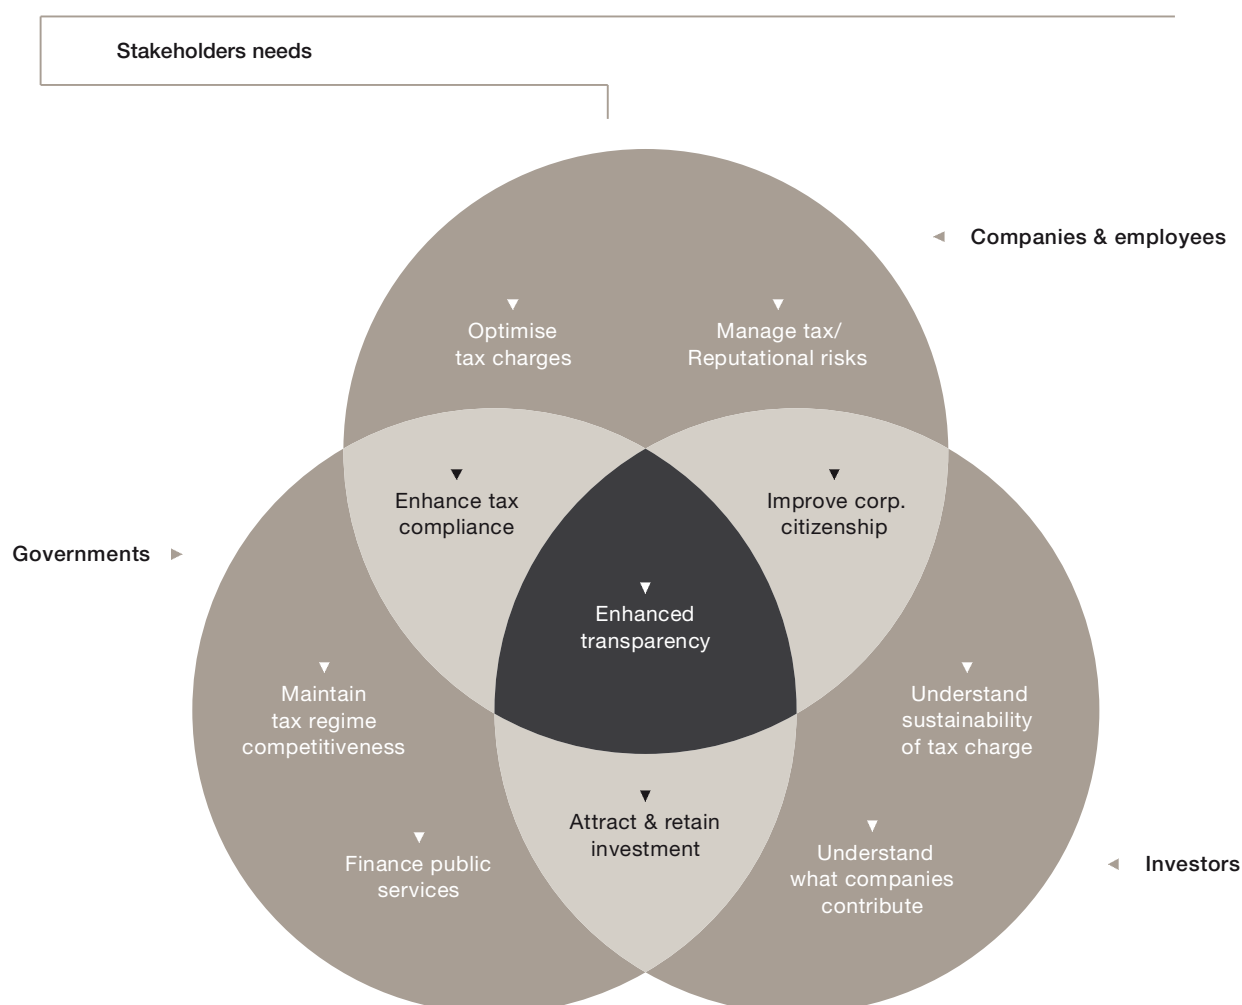 Stakeholders needs
Companies & employees
Optimise
tax charges
Manage tax/
Reputational risks
Enhance tax
compliance
Improve corp.
citizenship
Governments
Enhanced
transparency
Maintain
tax regime
competitiveness
Understand
sustainability
of tax charge
Attract & retain
investment
Finance public
services
Understand
what companies
contribute
Investors